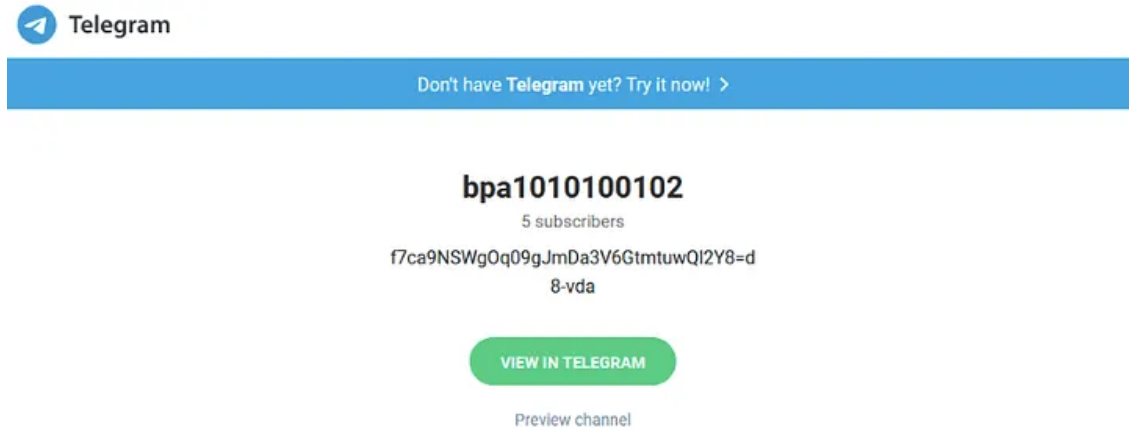 Telegram
Don't have Telegram yet? Try it now!
bpa1010100102
5 subscribers
f7ca9NSWgOq09gJmDa3V6GtmtuwQI2Y8=d
8-vda
VIEW IN TELEGRAM
Preview channel